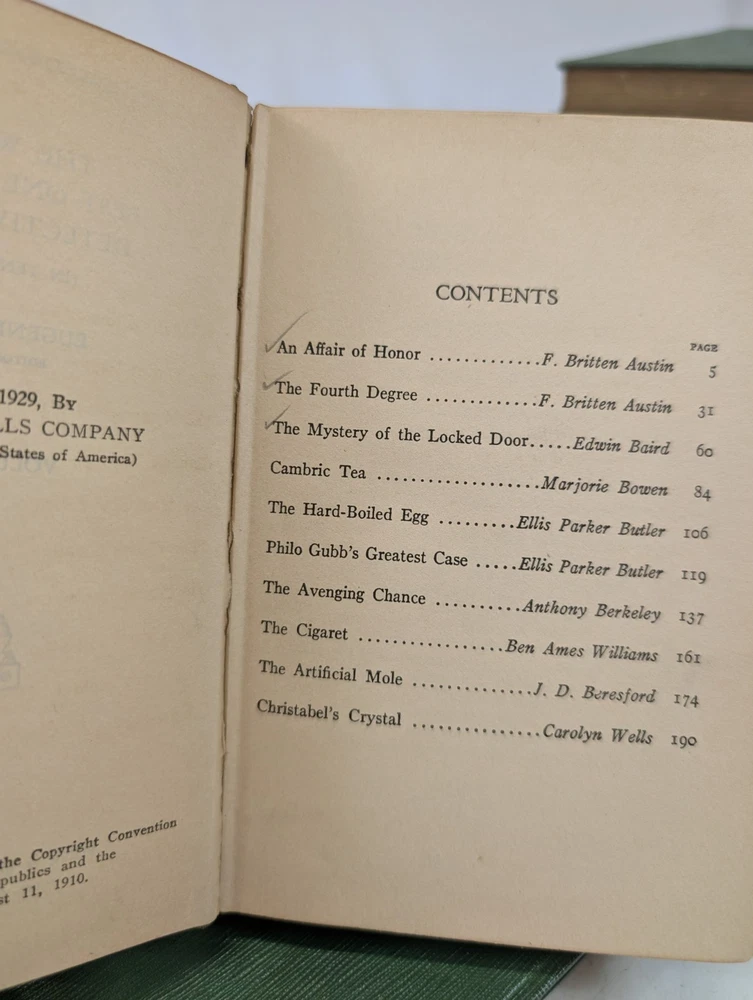 1929, By
LLS COMPANY
States of America)
the Copyright Convention
publics and the
st 11, 1910.
CONTENTS
PAGE
An Affair of Honor .............F. Britten Austin 5
The Fourth Degree .............F. Britten Austin 31
The Mystery of the Locked Door.....Edwin Baird 60
Cambric Tea ...................Marjorie Bowen 84
The Hard-Boiled Egg .........Ellis Parker Butler 106
Philo Gubb's Greatest Case .....Ellis Parker Butler 119
The Avenging Chance ..........Anthony Berkeley 137
The Cigaret .................Ben Ames Williams 161
The Artificial Mole .............J. D. Beresford 174
Christabel's Crystal ...............Carolyn Wells 190